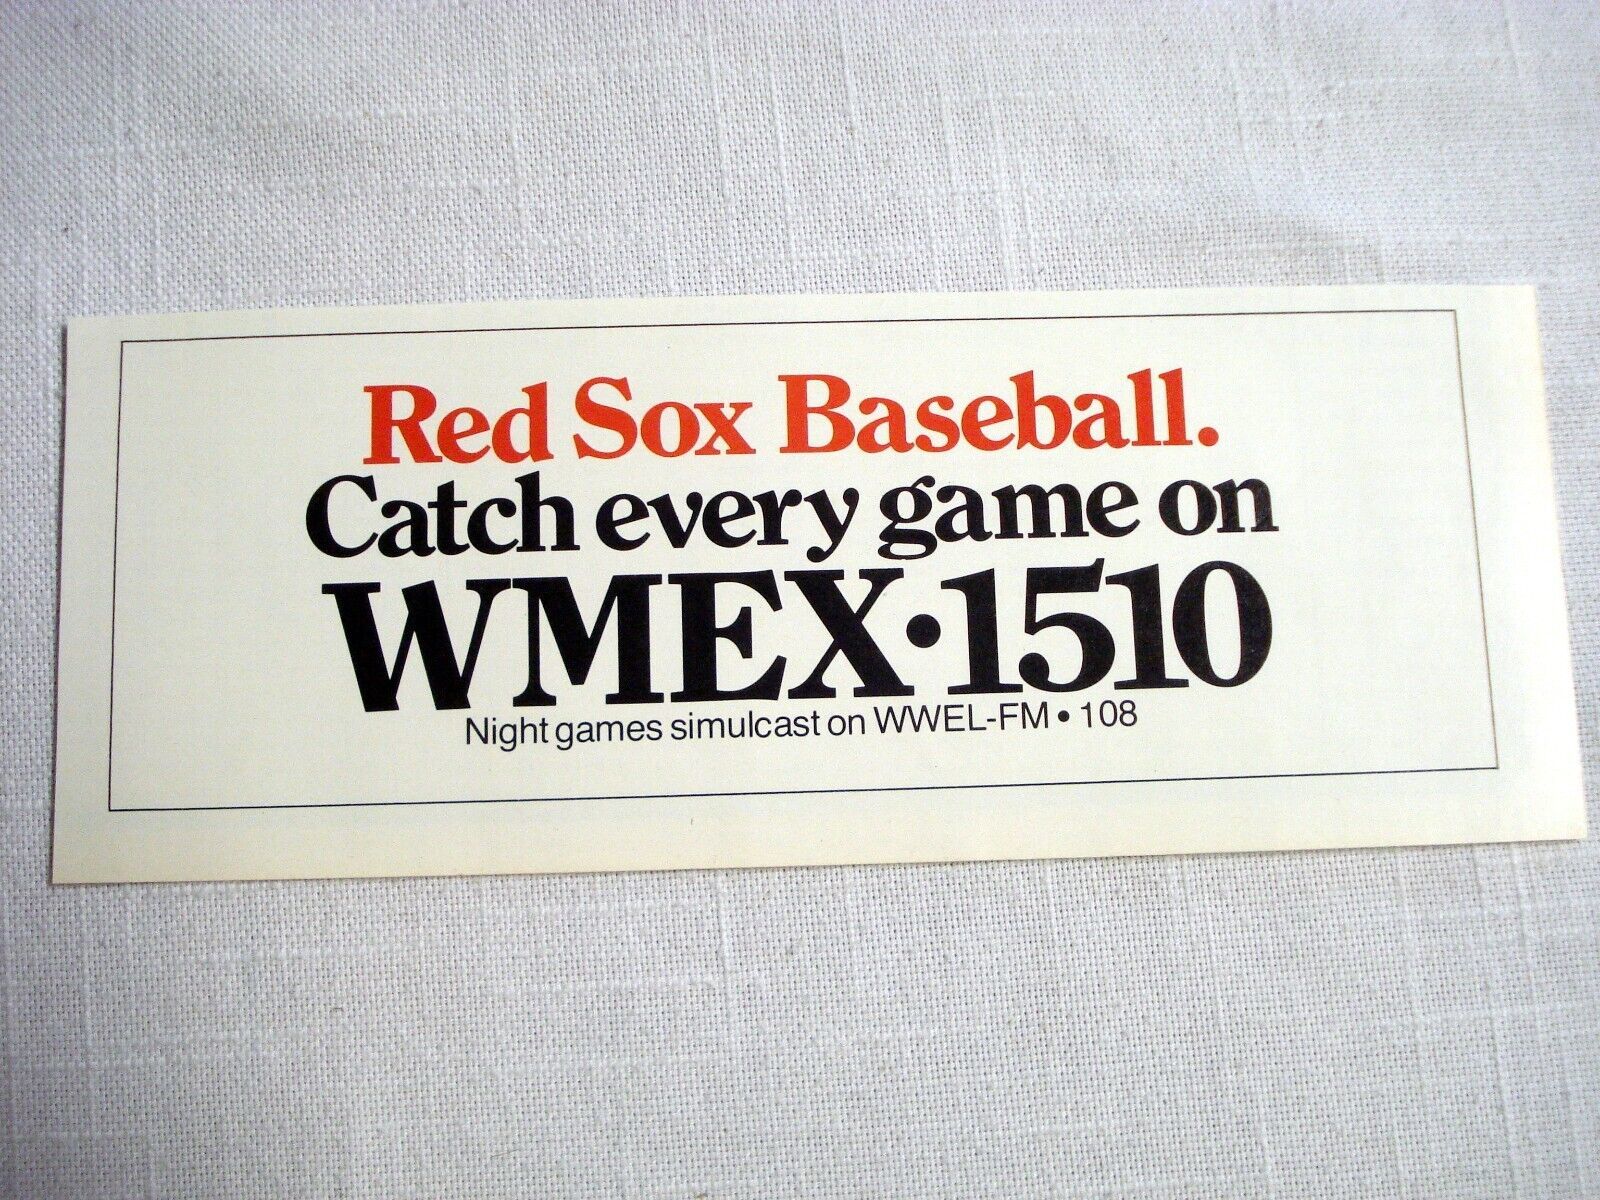 Red Sox Baseball.
Catch every game on
WMEX•1510
Night games simulcast on WWEL-FM • 108